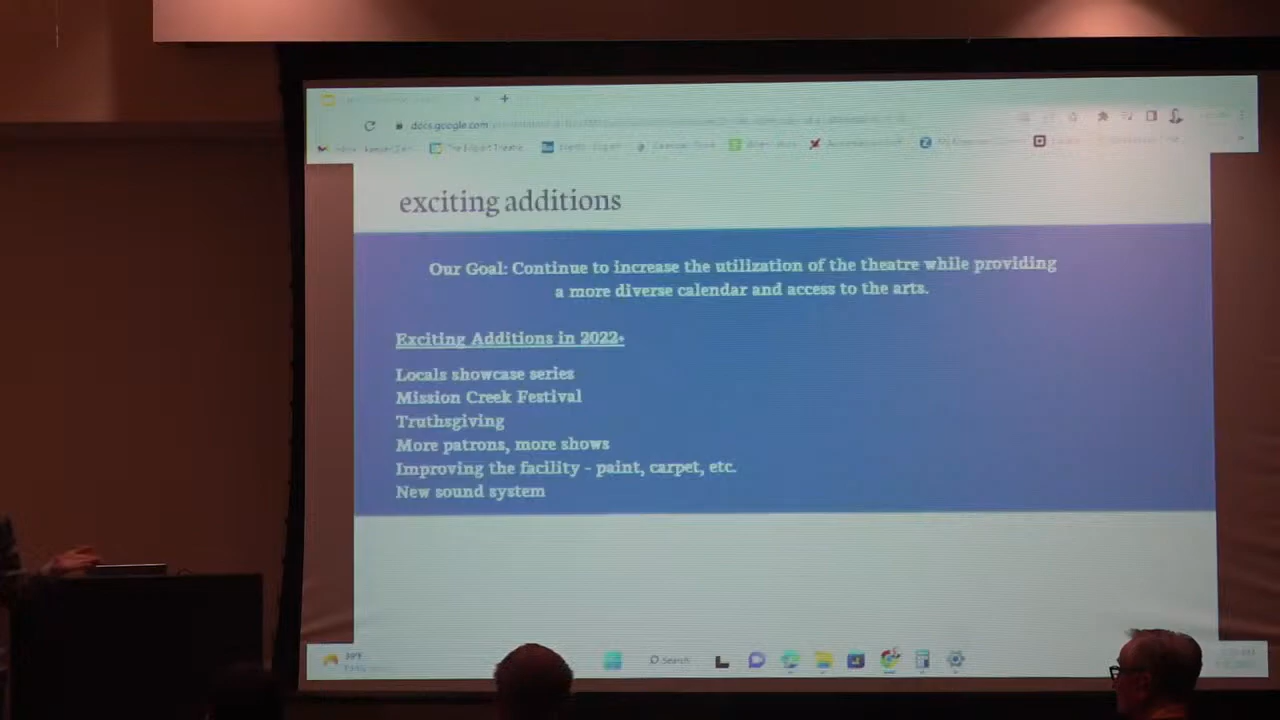 docs.google.com
exciting additions
Our Goal: Continue to increase the utilization of the theatre while providing
a more diverse calendar and access to the arts.
Exciting Additions in 2022+
Locals showcase series
Mission Creek Festival
Truthsgiving
More patrons, more shows
Improving the facility - paint, carpet, etc.
New sound system
39°F
Search